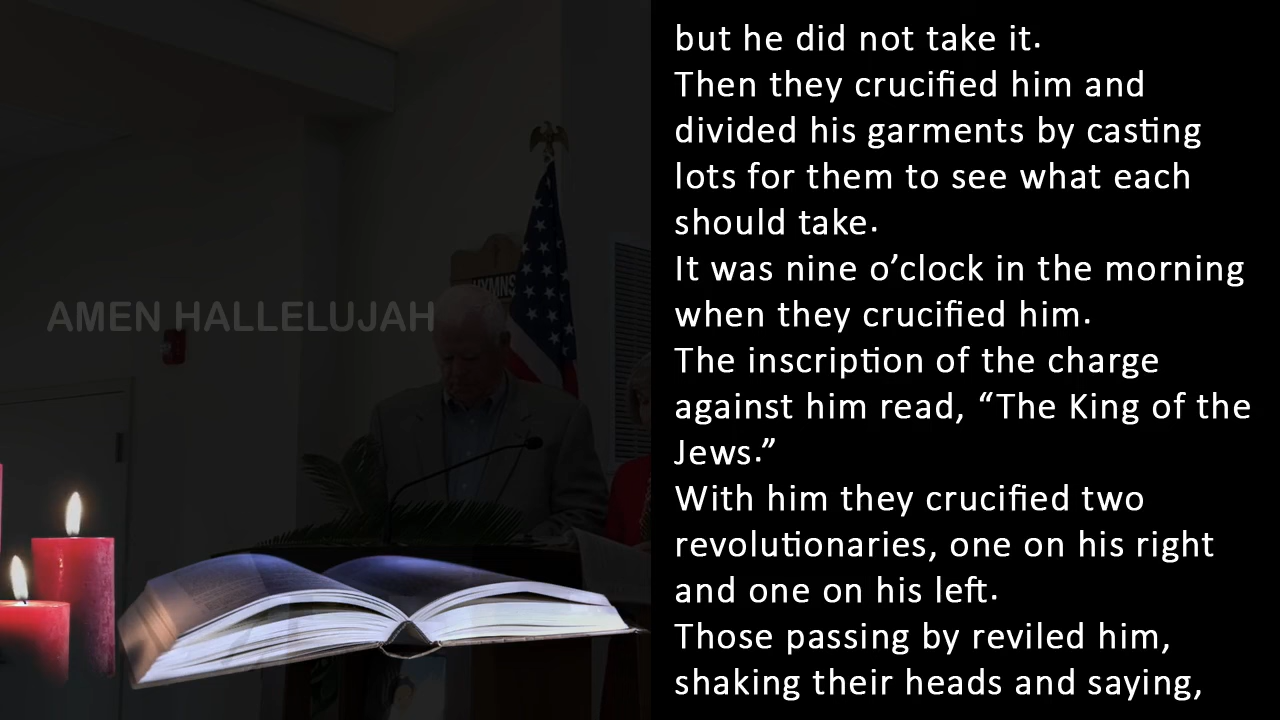 AMEN HALLELUJAH
HYMNS
but he did not take it.
Then they crucified him and
divided his garments by casting
lots for them to see what each
should take.
It was nine o’clock in the morning
when they crucified him.
The inscription of the charge
against him read, “The King of the
Jews.”
With him they crucified two
revolutionaries, one on his right
and one on his left.
Those passing by reviled him,
shaking their heads and saying,